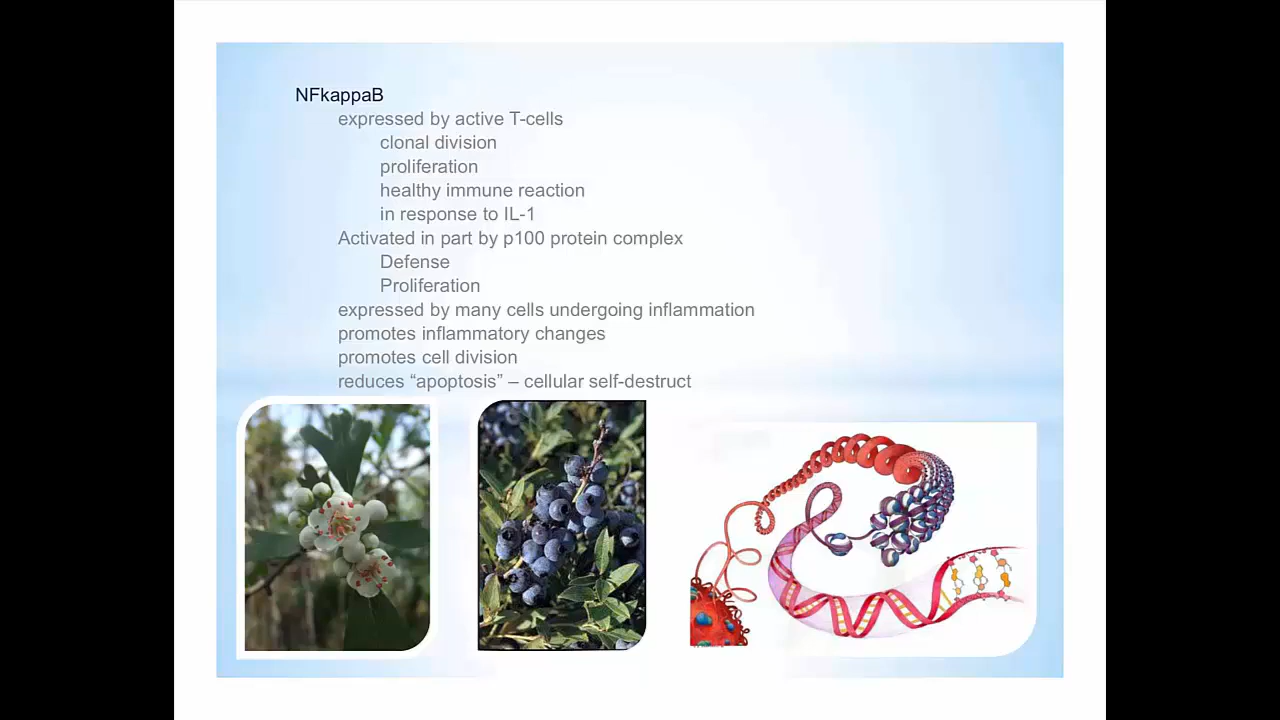 NFkappaB
expressed by active T-cells
clonal division
proliferation
healthy immune reaction
in response to IL-1
Activated in part by p100 protein complex
Defense
Proliferation
expressed by many cells undergoing inflammation
promotes inflammatory changes
promotes cell division
reduces “apoptosis” – cellular self-destruct